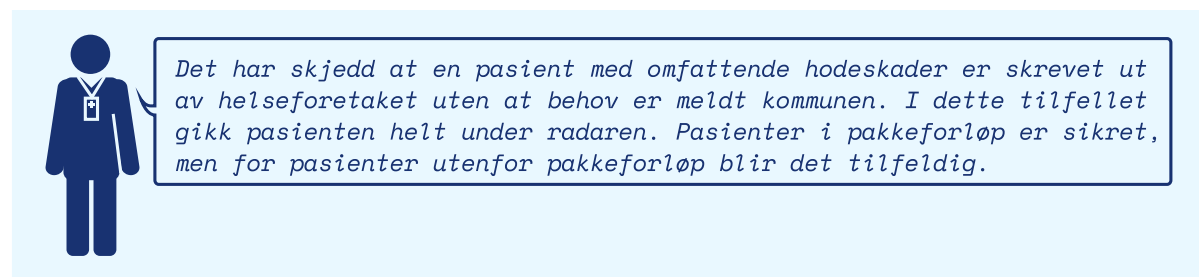 Det har skjedd at en pasient med omfattende hodeskader er skrevet ut
av helseforetaket uten at behov er meldt kommunen. I dette tilfellet
gikk pasienten helt under radaren. Pasienter i pakkeforløp er sikret,
men for pasienter utenfor pakkeforløp blir det tilfeldig.